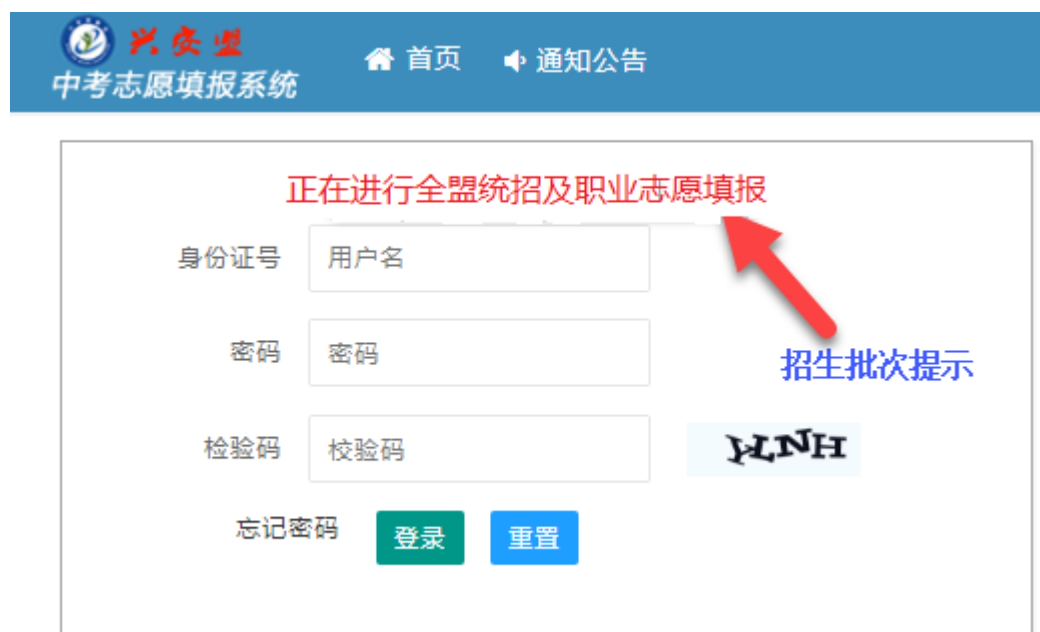 兴安盟
中考志愿填报系统
首页 通知公告
正在进行全盟统招及职业志愿填报
身份证号 用户名
密码 密码
招生批次提示
检验码 校验码
忘记密码 登录 重置